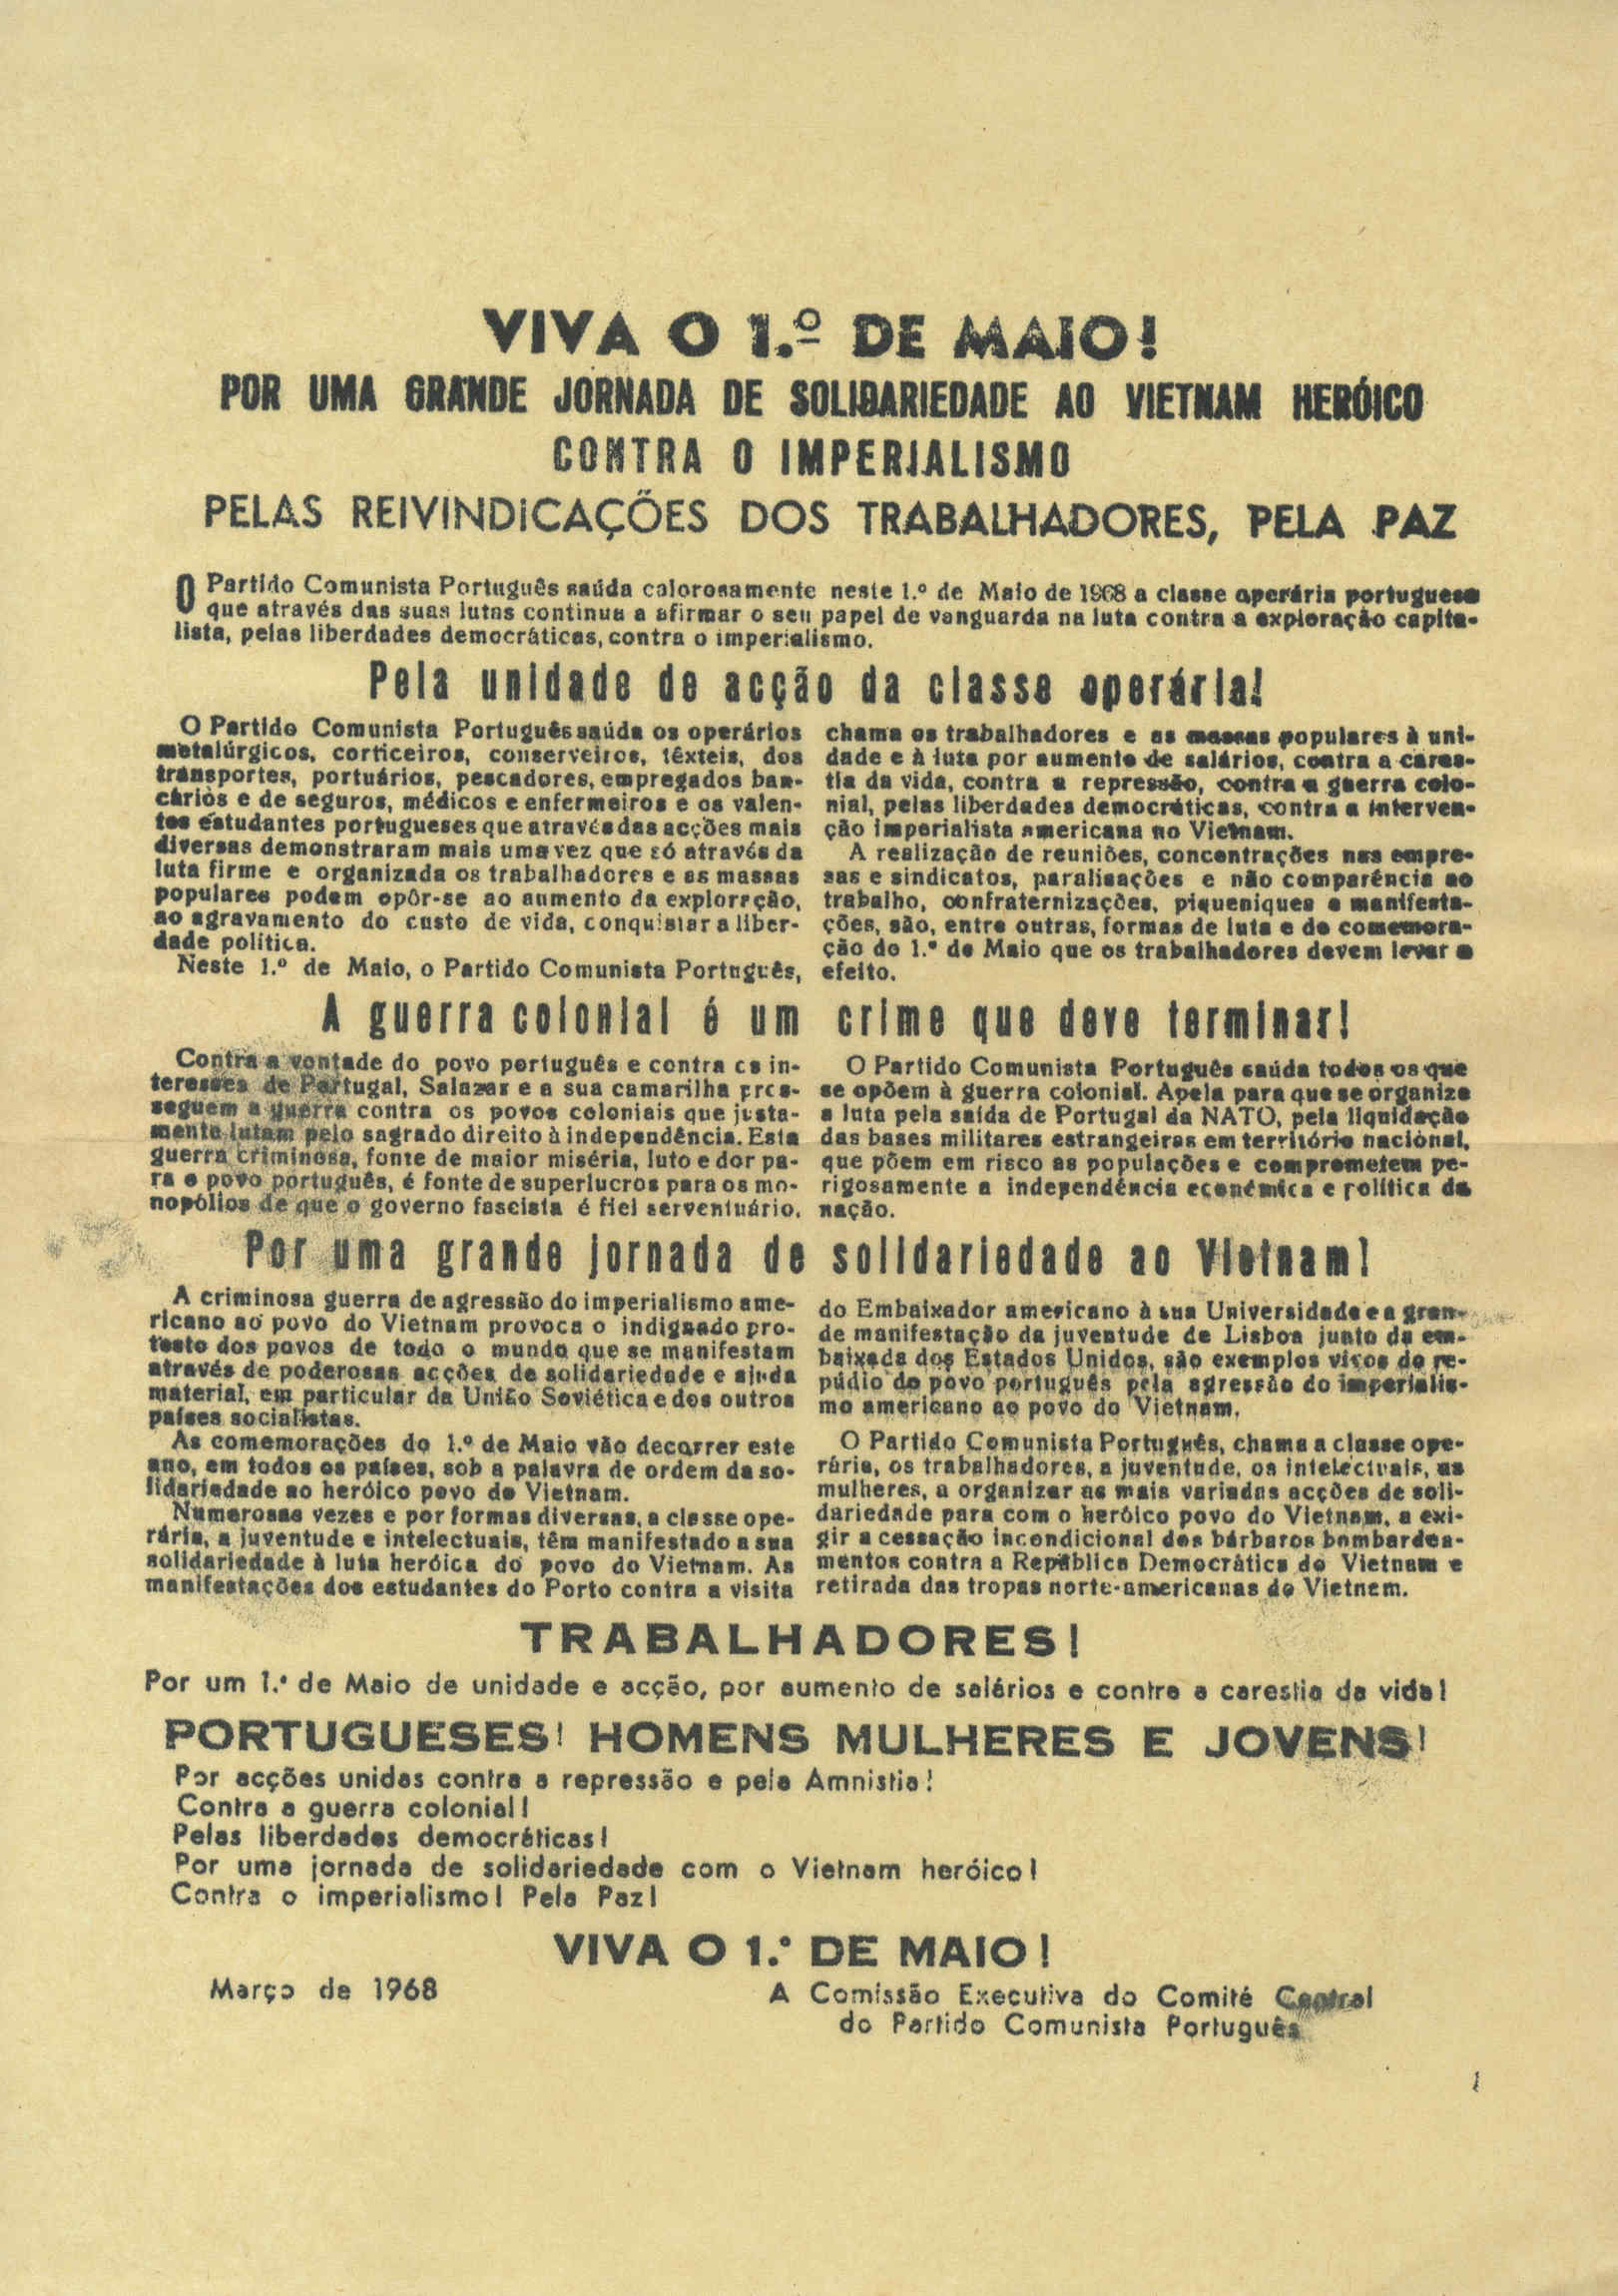 VIVA O 1.º DE MAIO!
POR UMA GRANDE JORNADA DE SOLIDARIEDADE AO VIETNAM HERÓICO
CONTRA O IMPERIALISMO
PELAS REIVINDICAÇÕES DOS TRABALHADORES, PELA PAZ
O Partido Comunista Português saúda calorosamente neste 1.º de Maio de 1968 a classe operária portuguesa
que através das suas lutas continua a afirmar o seu papel de vanguarda na luta contra a exploração capita-
lista, pelas liberdades democráticas, contra o imperialismo.
Pela unidade de acção da classe operária!
O Partido Comunista Português saúda os operários
metalúrgicos, corticeiros, conserveiros, têxteis, dos
transportes, portuários, pescadores, empregados ban-
cários e de seguros, médicos e enfermeiros e os valen-
tes estudantes portugueses que através das acções mais
diversas demonstraram mais uma vez que só através da
luta firme e organizada os trabalhadores e as massas
populares podem opôr-se ao aumento da exploração,
ao agravamento do custo de vida, conquistar a liber-
dade política.
Neste 1.º de Maio, o Partido Comunista Português,
chama os trabalhadores e as massas populares à uni-
dade e à luta por aumento de salários, contra a cares-
tia da vida, contra a repressão, contra a guerra colo-
nial, pelas liberdades democráticas, contra a interven-
ção imperialista americana no Vietnam.
A realização de reuniões, concentrações nas empre-
sas e sindicatos, paralisações e não comparência ao
trabalho, confraternizações, piqueniques e manifesta-
ções, são, entre outras, formas de luta e de comemora-
ção do 1.º de Maio que os trabalhadores devem levar a
efeito.
A guerra colonial é um crime que deve terminar!
Contra a vontade do povo português e contra os in-
teresses de Portugal, Salazar e a sua camarilha pros-
seguem a guerra contra os povos coloniais que justa-
mente lutam pelo sagrado direito à independência. Esta
guerra criminosa, fonte de maior miséria, luto e dor pa-
ra o povo português, é fonte de superlucros para os mo-
nopólios de que o governo fascista é fiel serventuário.
O Partido Comunista Português saúda todos os que
se opõem à guerra colonial. Apela para que se organize
a luta pela saída de Portugal da NATO, pela liquidação
das bases militares estrangeiras em território nacional,
que põem em risco as populações e comprometem pe-
rigosamente a independência económica e política da
nação.
Por uma grande jornada de solidariedade ao Vietnam!
A criminosa guerra de agressão do imperialismo ame-
ricano ao povo do Vietnam provoca o indignado pro-
testo dos povos de todo o mundo que se manifestam
através de poderosas acções de solidariedade e ajuda
material, em particular da União Soviética e dos outros
países socialistas.
As comemorações do 1.º de Maio vão decorrer este
ano, em todos os países, sob a palavra de ordem da so-
lidariedade ao heróico povo do Vietnam.
Numerosas vezes e por formas diversas, a classe ope-
rária, a juventude e intelectuais, têm manifestado a sua
solidariedade à luta heróica do povo do Vietnam. As
manifestações dos estudantes do Porto contra a visita
do Embaixador americano à sua Universidade e a gran-
de manifestação da juventude de Lisboa junto da em-
baixada dos Estados Unidos, são exemplos vivos do re-
púdio do povo português pela agressão do imperialis-
mo americano ao povo do Vietnam.
O Partido Comunista Português, chama a classe ope-
rária, os trabalhadores, a juventude, os intelectuais, as
mulheres, a organizar as mais variadas acções de soli-
dariedade para com o heróico povo do Vietnam, a exi-
gir a cessação incondicional dos bárbaros bombardea-
mentos contra a República Democrática do Vietnam e
retirada das tropas norte-americanas do Vietnem.
TRABALHADORES!
Por um 1.º de Maio de unidade e acção, por aumento de salários e contra a carestia da vida!
PORTUGUESES! HOMENS MULHERES E JOVENS!
Por acções unidas contra a repressão e pela Amnistia!
Contra a guerra colonial!
Pelas liberdades democráticas!
Por uma jornada de solidariedade com o Vietnam heróico!
Contra o imperialismo! Pela Paz!
VIVA O 1.º DE MAIO!
Março de 1968
A Comissão Executiva do Comité Central
do Partido Comunista Português